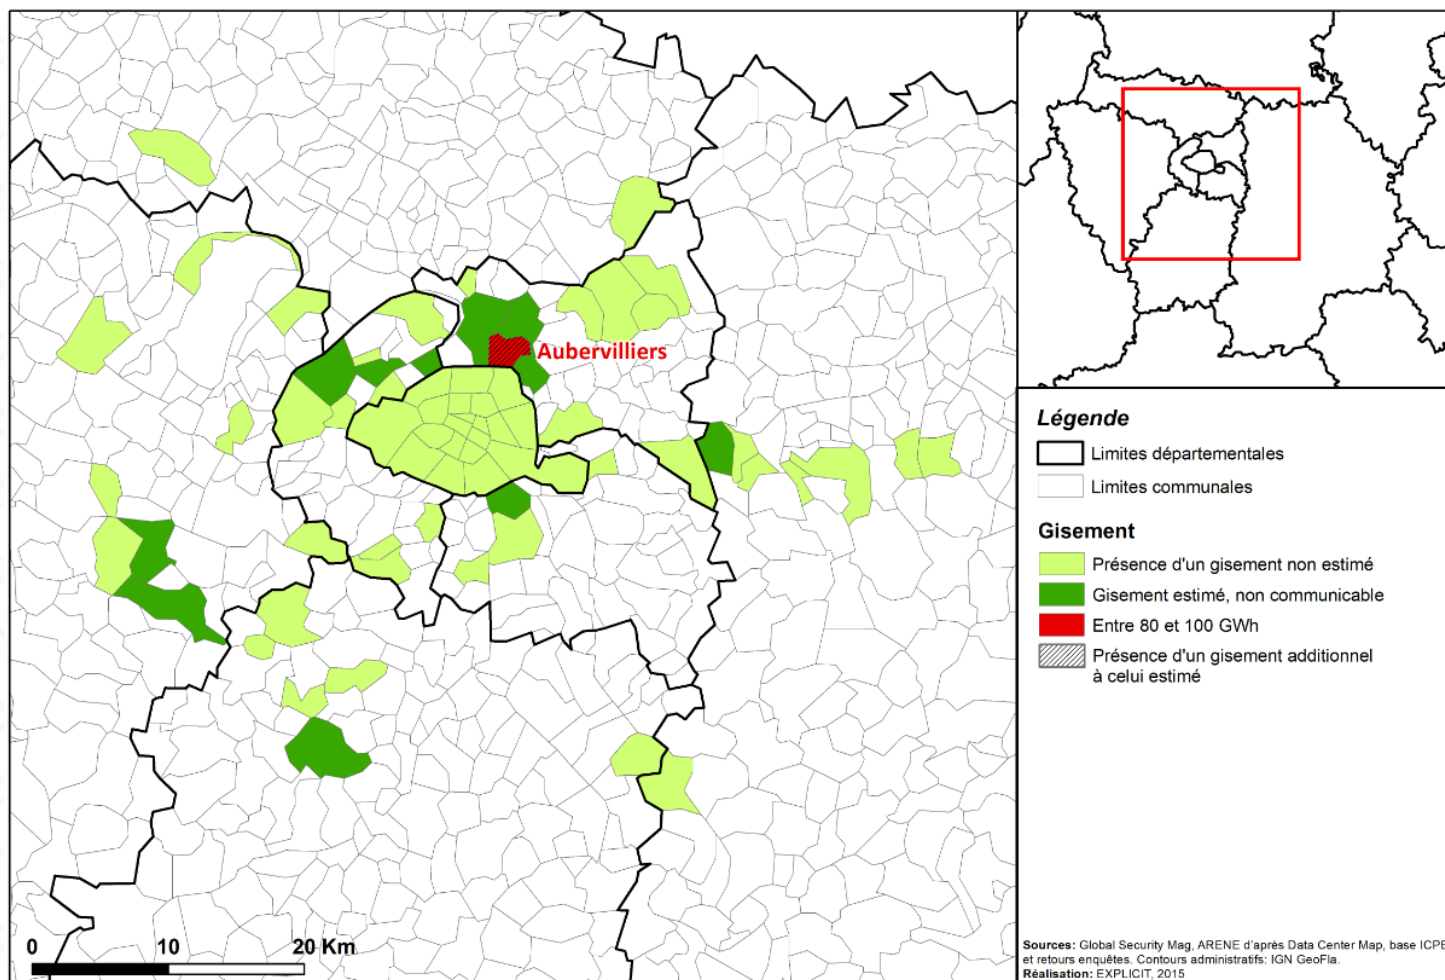 Aubervilliers
0 10 20 Km
Légende
Limites départementales
Limites communales
Gisement
Présence d'un gisement non estimé
Gisement estimé, non communicable
Entre 80 et 100 GWh
Présence d'un gisement additionnel
à celui estimé
Sources: Global Security Mag, ARENE d'après Data Center Map, base ICPE
et retours enquêtes. Contours administratifs: IGN GeoFla.
Réalisation: EXPLICIT, 2015